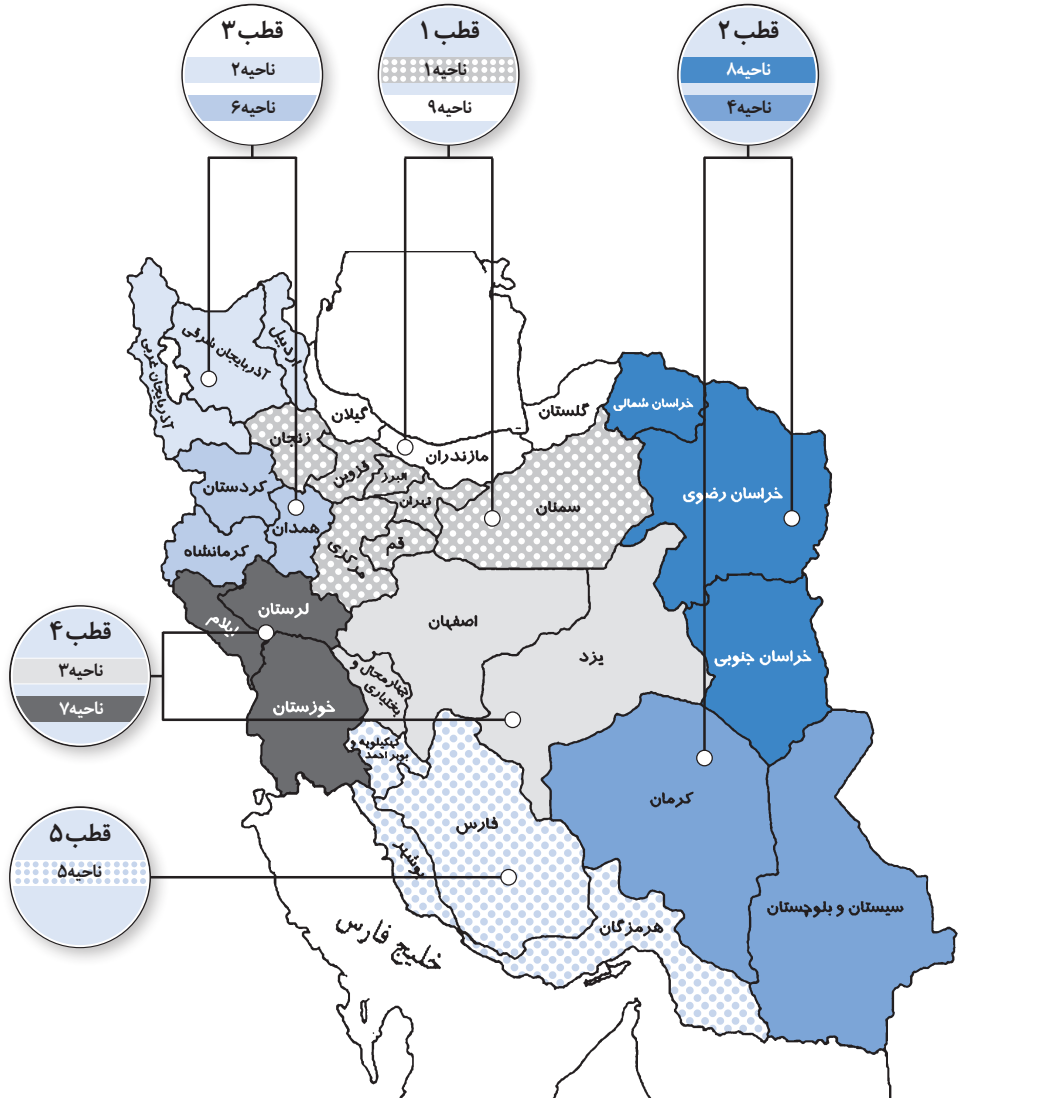 قطب ۳
ناحیه۲
ناحیه۶
قطب ۱
ناحیه۱
ناحیه۹
قطب ۲
ناحیه۸
ناحیه۴
آذربایجان غربی
آذربایجان شرقی
اردبیل
گیلان
مازندران
گلستان
خراسان شمالی
خراسان رضوی
زنجان
قزوین
البرز
تهران
سمنان
کردستان
همدان
مرکزی
قم
کرمانشاه
ایلام
لرستان
اصفهان
یزد
خراسان جنوبی
قطب ۴
ناحیه۳
ناحیه۷
چهارمحال و
بختیاری
خوزستان
کهکیلویه و
بویر احمد
کرمان
فارس
بوشهر
قطب ۵
ناحیه۵
هرمزگان
سیستان و بلوچستان
خلیج فارس